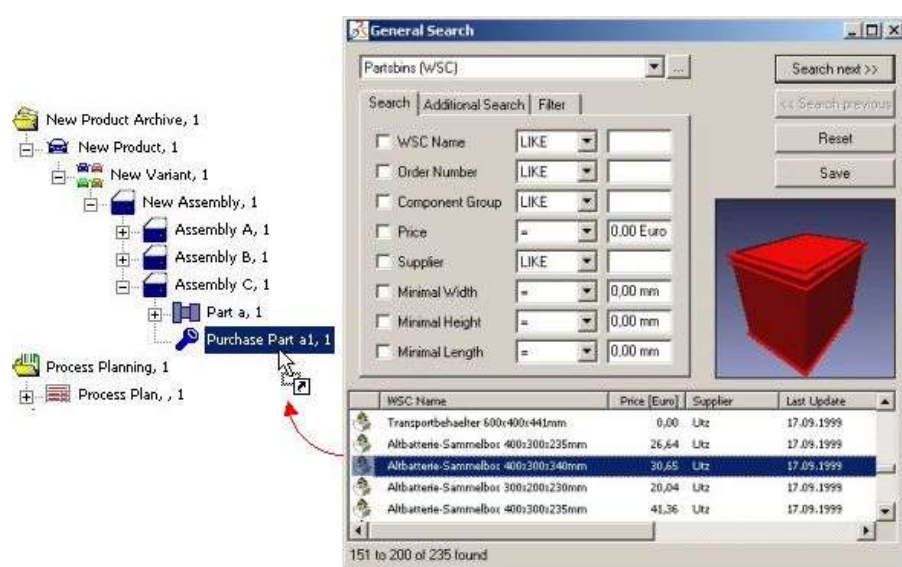 New Product Archive, 1
New Product, 1
New Variant, 1
New Assembly, 1
Assembly A, 1
Assembly B, 1
Assembly C, 1
Part a, 1
Purchase Part a1, 1
Process Planning, 1
Process Plan, , 1
General Search
Partsbins (WSC)
...
Search next >>
<< Search previous
Reset
Save
Search Additional Search Filter
WSC Name LIKE
Order Number LIKE
Component Group LIKE
Price = 0,00 Euro
Supplier LIKE
Minimal Width = 0,00 mm
Minimal Height = 0,00 mm
Minimal Length = 0,00 mm
WSC Name Price [Euro] Supplier Last Update
Transportbehaelter 600x400x441mm 0,00 Utz 17.09.1999
Altbatterie-Sammelbox 400x300x235mm 26,64 Utz 17.09.1999
Altbatterie-Sammelbox 400x300x340mm 30,65 Utz 17.09.1999
Altbatterie-Sammelbox 300x200x230mm 20,04 Utz 17.09.1999
Altbatterie-Sammelbox 400x300x235mm 41,36 Utz 17.09.1999
151 to 200 of 235 found